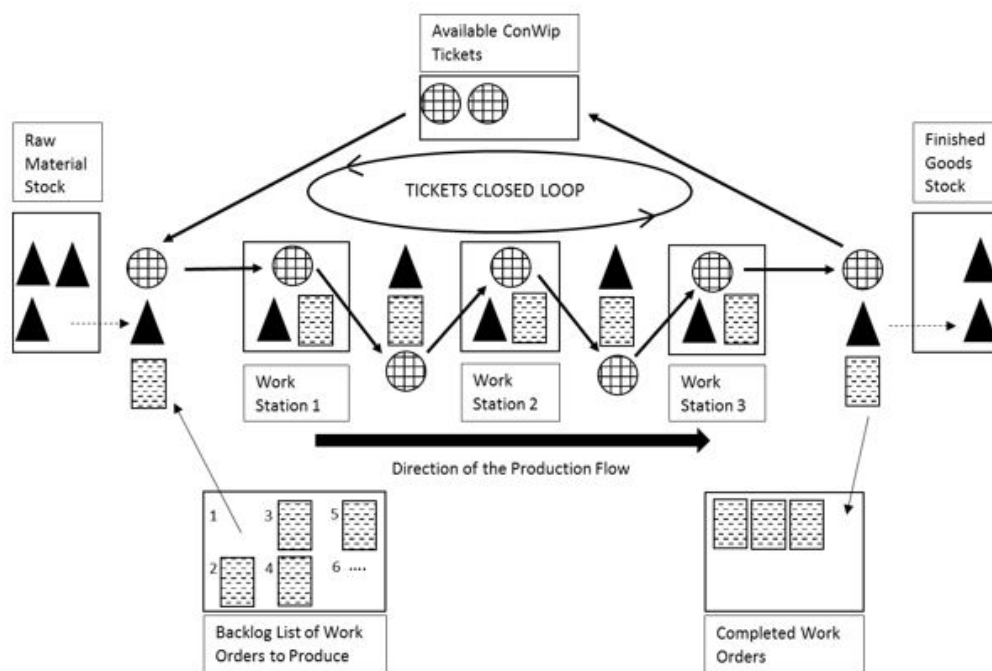 Available ConWip
Tickets
Raw
Material
Stock
Finished
Goods
Stock
TICKETS CLOSED LOOP
Work
Station 1
Work
Station 2
Work
Station 3
Direction of the Production Flow
1
3
5
2
4
6 ....
Backlog List of Work
Orders to Produce
Completed Work
Orders